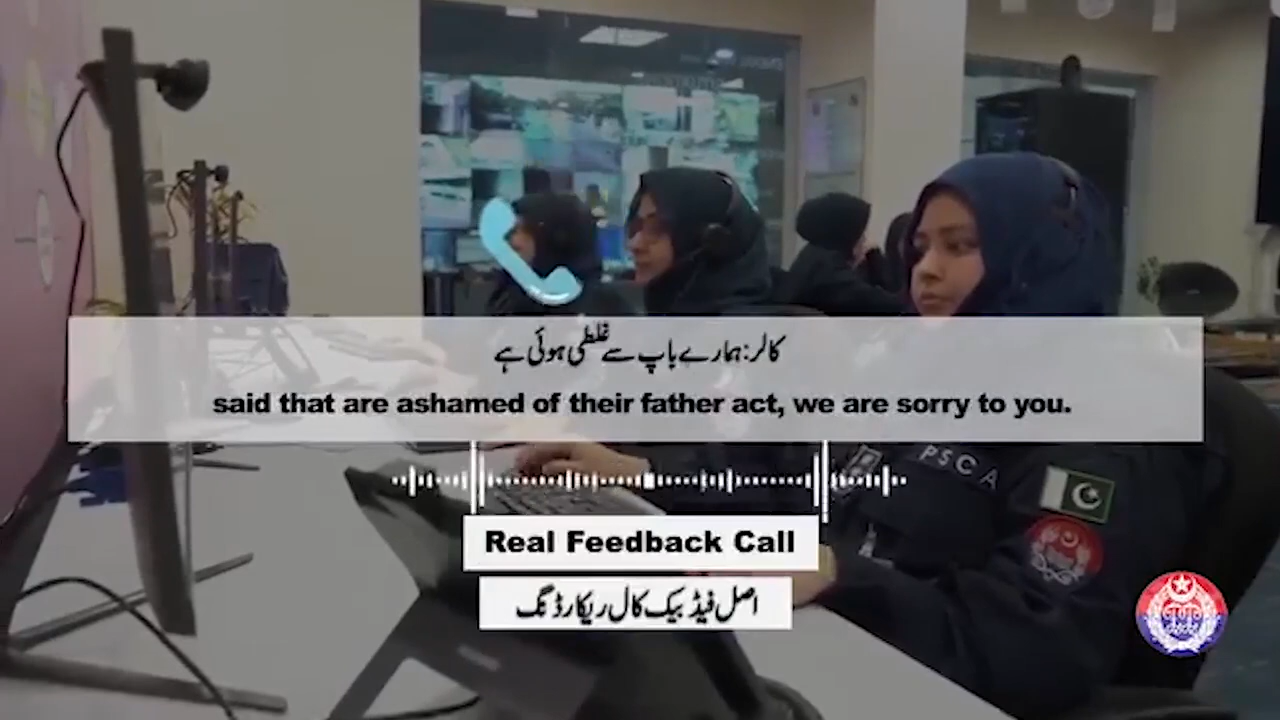 کالر: ہمارے باپ سے غلطی ہوئی ہے
said that are ashamed of their father act, we are sorry to you.
PSCA
Real Feedback Call
اصل فیڈ بیک کال ریکارڈنگ